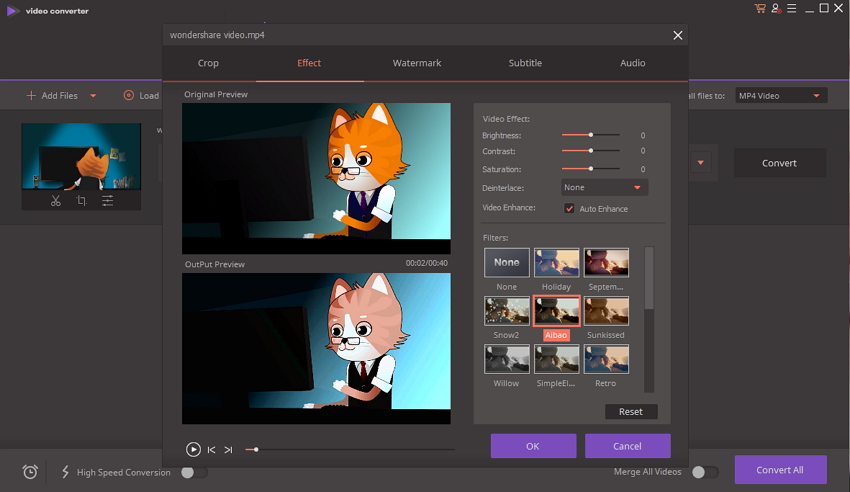 video converter
wondershare video.mp4
Crop
Effect
Watermark
Subtitle
Audio
Add Files
Load
all files to:
MP4 Video
Original Preview
Video Effect:
Brightness: 0
Contrast: 0
Saturation: 0
Deinterlace: None
Video Enhance: Auto Enhance
Convert
OutPut Preview
00:02/00:40
Filters:
None
None
Holiday
Septem...
Snow2
Aibao
Sunkissed
Willow
SimpleEl...
Retro
Reset
OK
Cancel
High Speed Conversion
Merge All Videos
Convert All